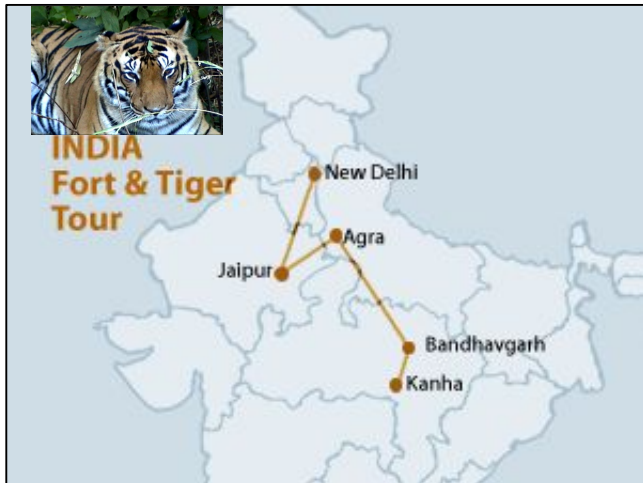 INDIA
Fort & Tiger
Tour
New Delhi
Agra
Jaipur
Bandhavgarh
Kanha